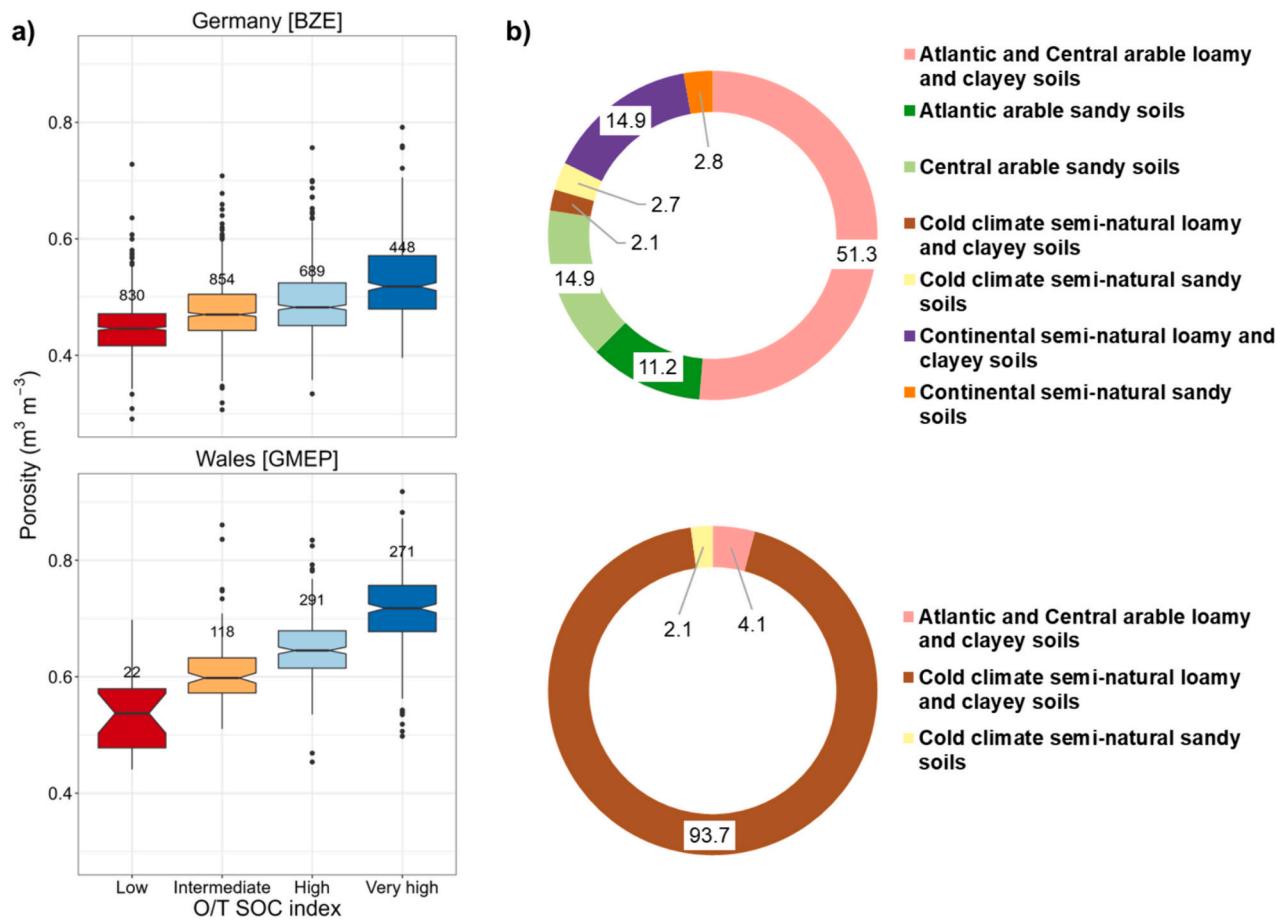 a)
Germany [BZE]
0.8
0.6
0.4
830
854
689
448
Wales [GMEP]
0.8
0.6
0.4
22
118
291
271
Porosity (m³ m⁻³)
Low
Intermediate
High
Very high
O/T SOC index
b)
14.9
2.8
2.7
2.1
51.3
14.9
11.2
Atlantic and Central arable loamy
and clayey soils
Atlantic arable sandy soils
Central arable sandy soils
Cold climate semi-natural loamy
and clayey soils
Cold climate semi-natural sandy
soils
Continental semi-natural loamy and
clayey soils
Continental semi-natural sandy
soils
2.1
4.1
93.7
Atlantic and Central arable loamy
and clayey soils
Cold climate semi-natural loamy
and clayey soils
Cold climate semi-natural sandy
soils